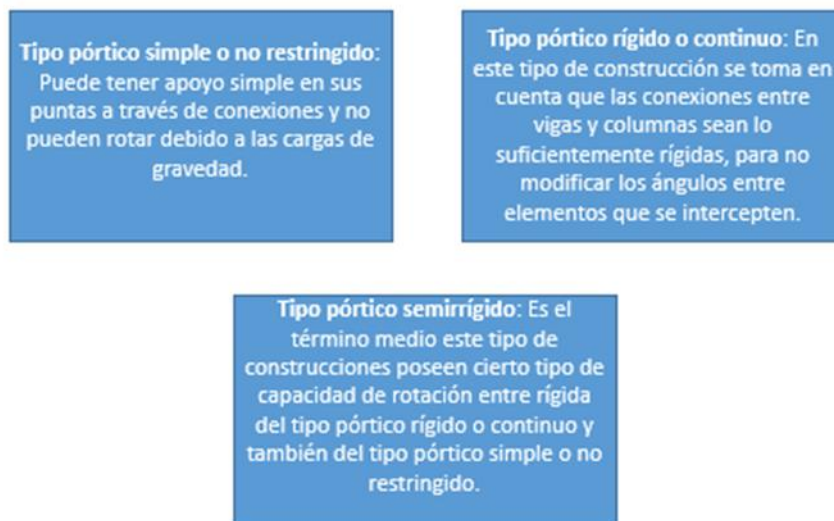 Tipo pórtico simple o no restringido:
Puede tener apoyo simple en sus
puntas a través de conexiones y no
pueden rotar debido a las cargas de
gravedad.
Tipo pórtico rígido o continuo: En
este tipo de construcción se toma en
cuenta que las conexiones entre
vigas y columnas sean lo
suficientemente rígidas, para no
modificar los ángulos entre
elementos que se intercepten.
Tipo pórtico semirrígido: Es el
término medio este tipo de
construcciones poseen cierto tipo de
capacidad de rotación entre rígida
del tipo pórtico rígido o continuo y
también del tipo pórtico simple o no
restringido.